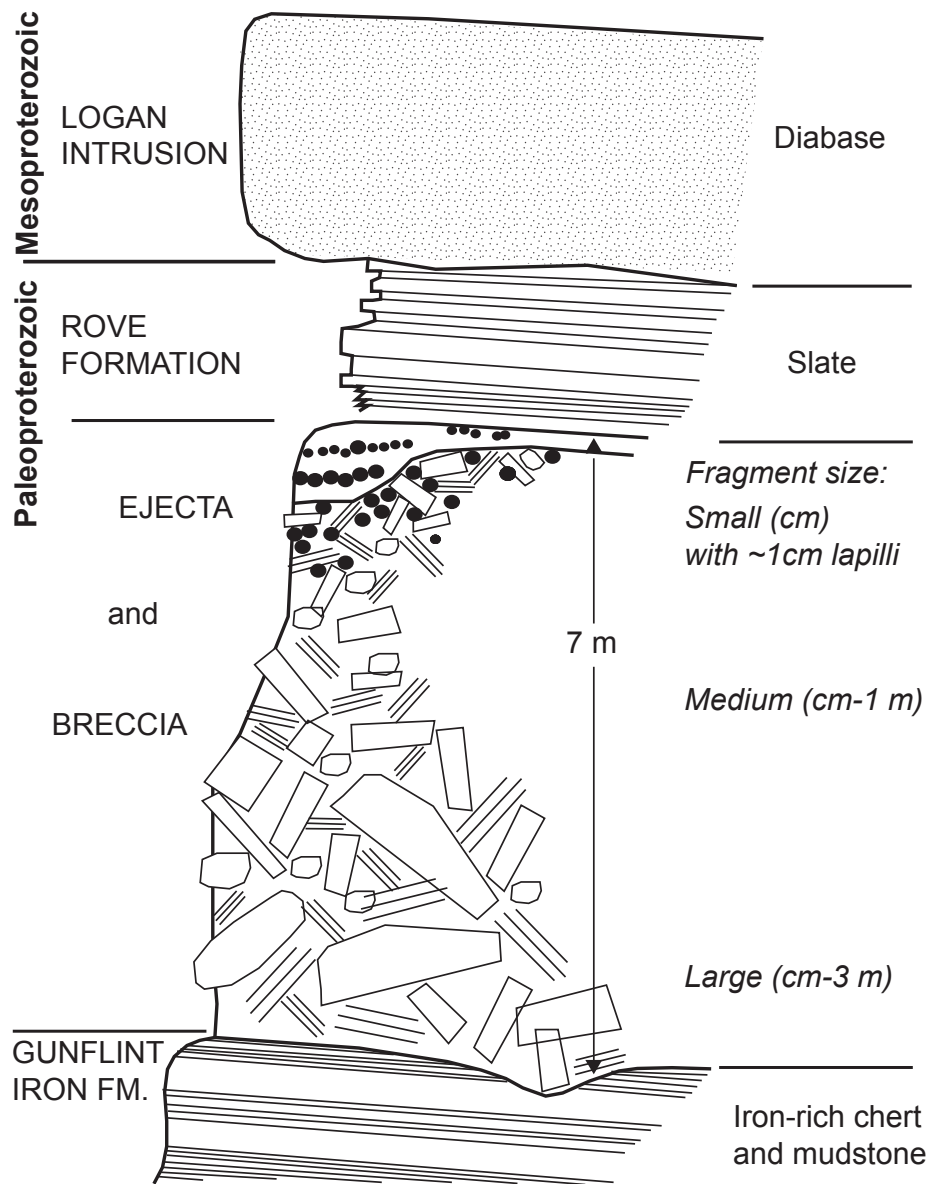 Mesoproterozoic
LOGAN
INTRUSION
Diabase
Paleoproterozoic
ROVE
FORMATION
Slate
EJECTA
and
BRECCIA
Fragment size:
Small (cm)
with ~1cm lapilli
7 m
Medium (cm-1 m)
Large (cm-3 m)
GUNFLINT
IRON FM.
Iron-rich chert
and mudstone